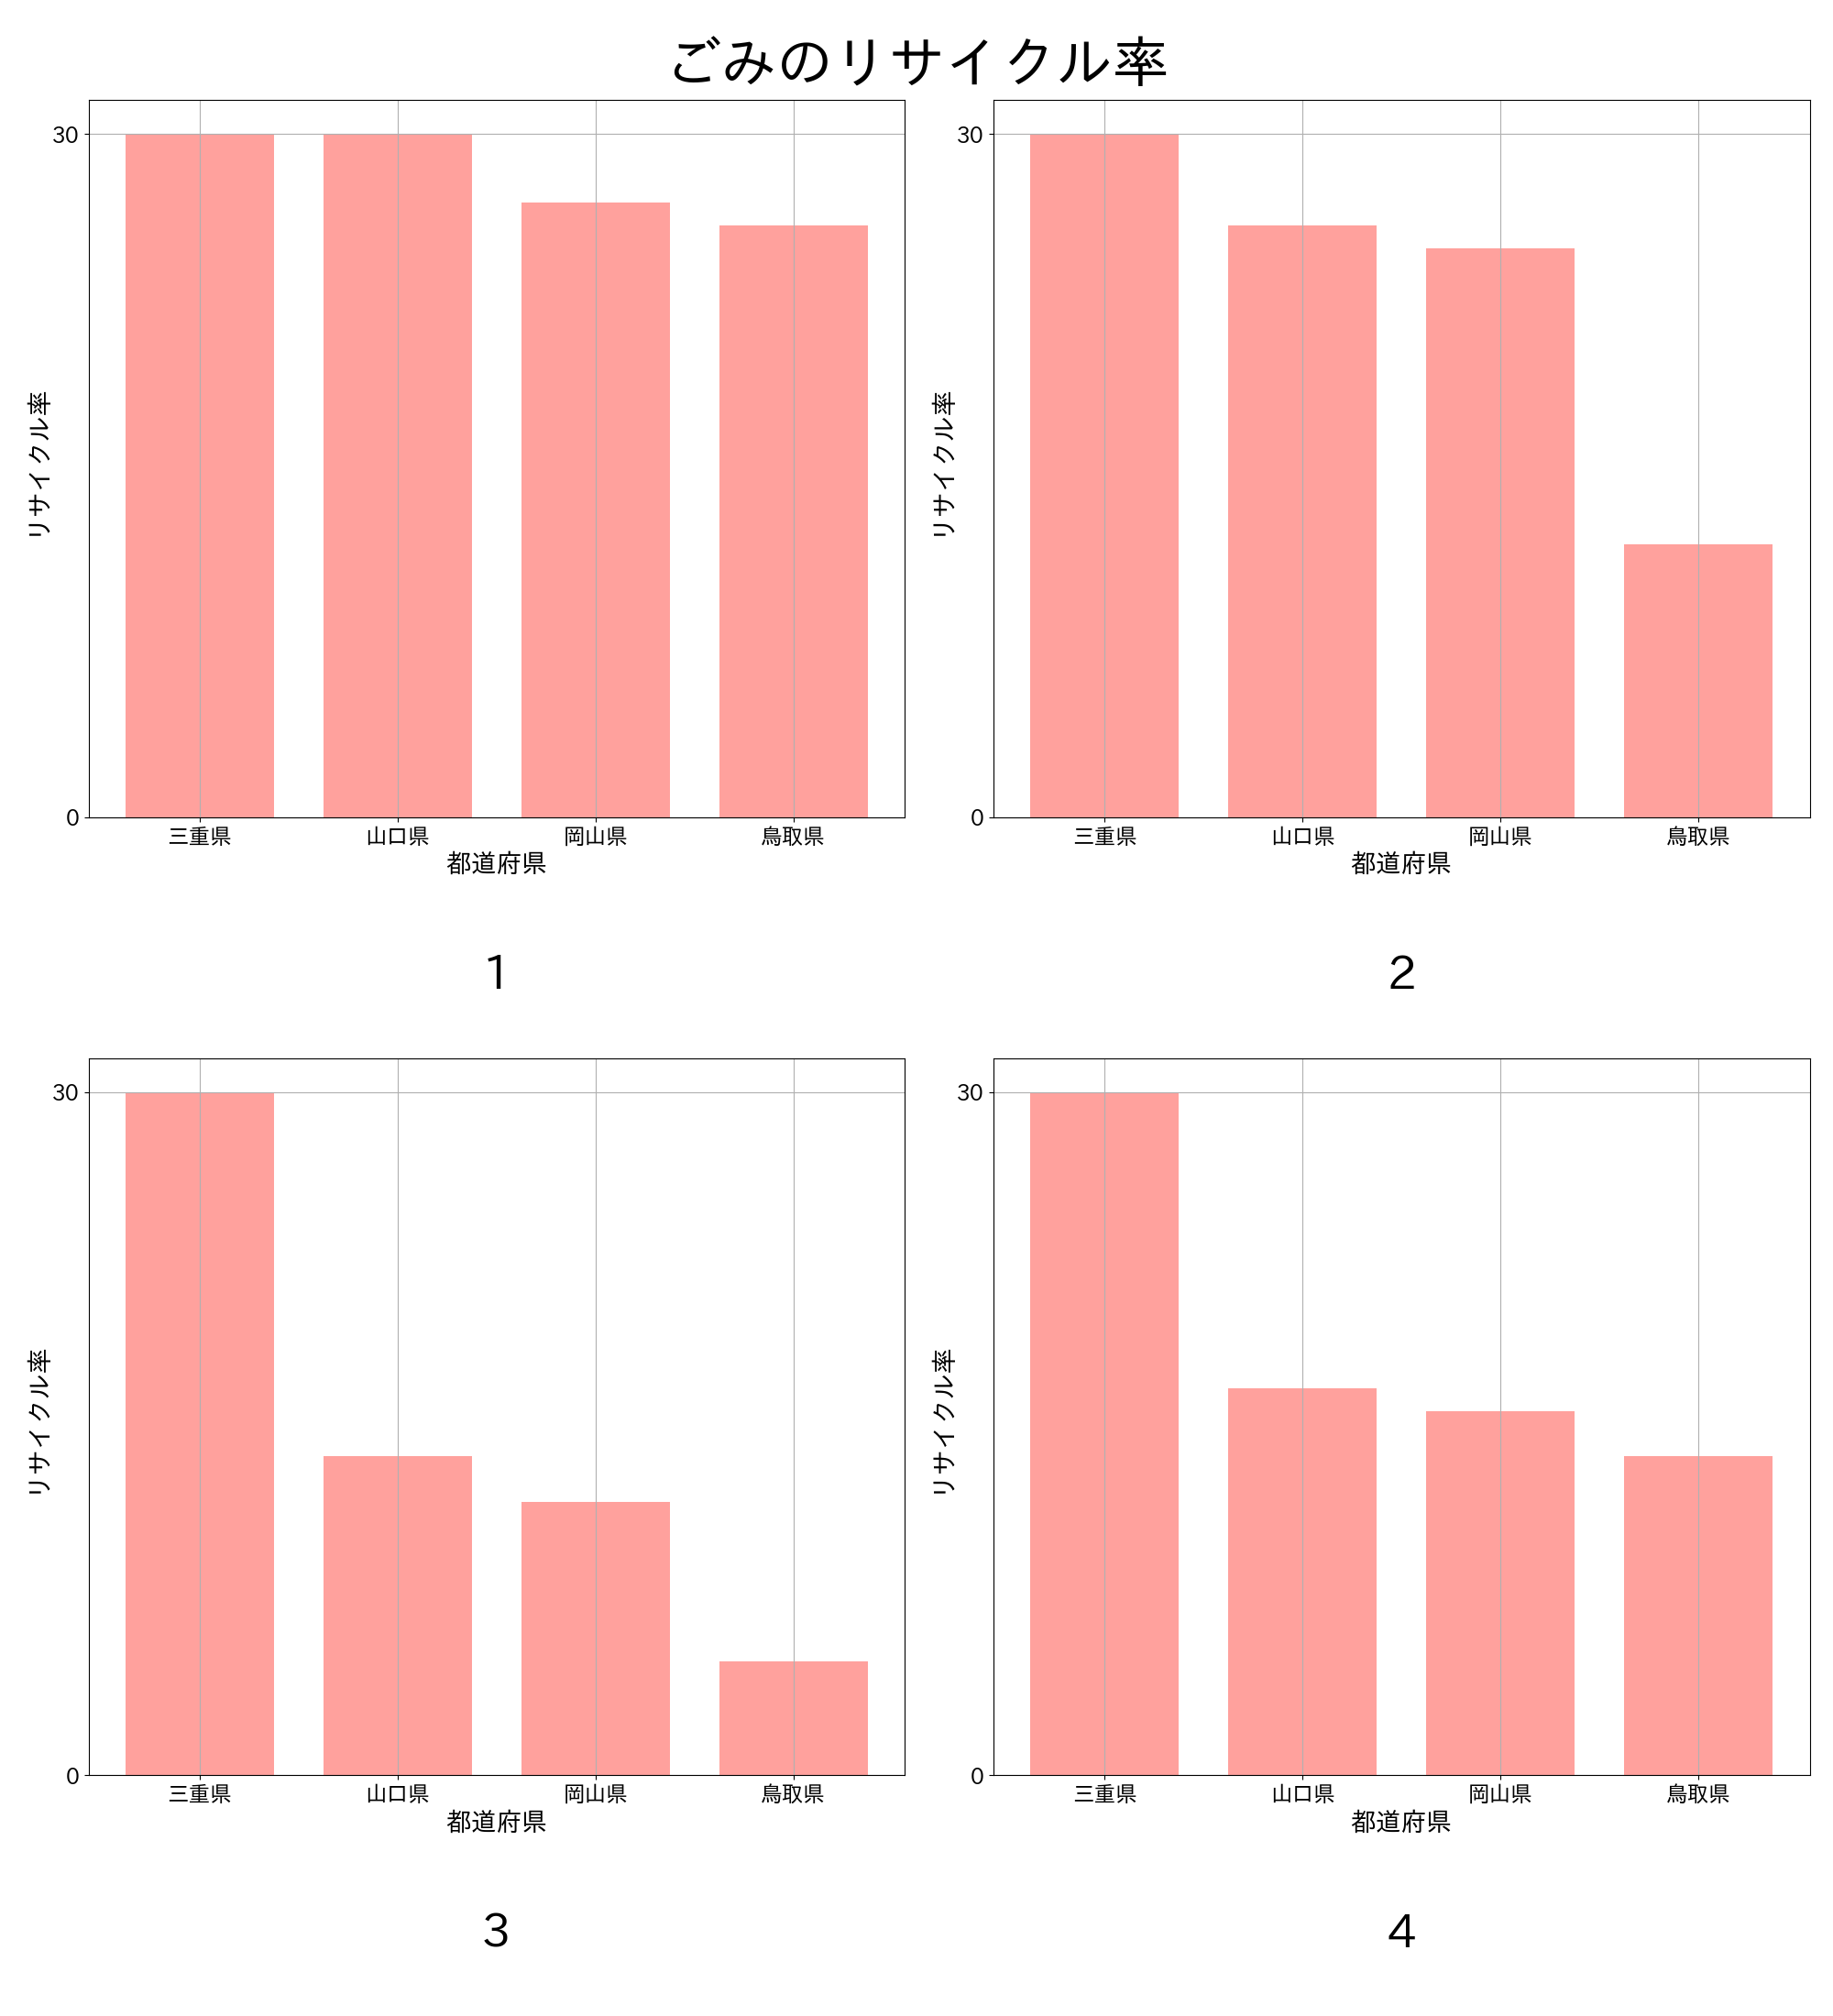 ごみのリサイクル率
30
0
リサイクル率
三重県 山口県 岡山県 鳥取県
都道府県
1
30
0
リサイクル率
三重県 山口県 岡山県 鳥取県
都道府県
2
30
0
リサイクル率
三重県 山口県 岡山県 鳥取県
都道府県
3
30
0
リサイクル率
三重県 山口県 岡山県 鳥取県
都道府県
4